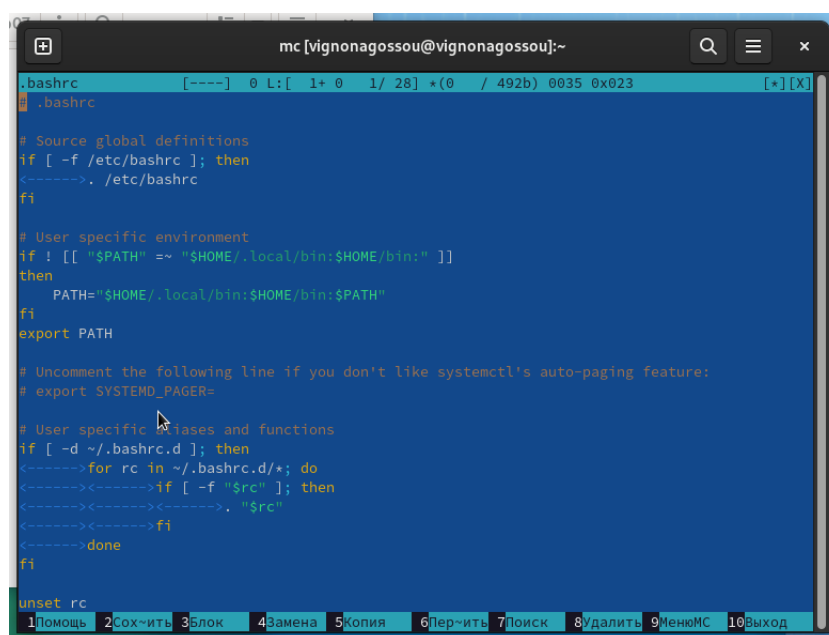 mc [vignonagossou@vignonagossou]:~
.bashrc            [----]  0 L:[  1+ 0   1/ 28] *(0   / 492b) 0035 0x023                [*][X]
# .bashrc

# Source global definitions
if [ -f /etc/bashrc ]; then
<------>. /etc/bashrc
fi

# User specific environment
if ! [[ "$PATH" =~ "$HOME/.local/bin:$HOME/bin:" ]]
then
    PATH="$HOME/.local/bin:$HOME/bin:$PATH"
fi
export PATH

# Uncomment the following line if you don't like systemctl's auto-paging feature:
# export SYSTEMD_PAGER=

# User specific aliases and functions
if [ -d ~/.bashrc.d ]; then
<------>for rc in ~/.bashrc.d/*; do
<------><------>if [ -f "$rc" ]; then
<------><------><------>. "$rc"
<------><------>fi
<------>done
fi

unset rc
1Помощь 2Сох~ить 3Блок 4Замена 5Копия 6Пер~ить 7Поиск 8Удалить 9МенюMC 10Выход